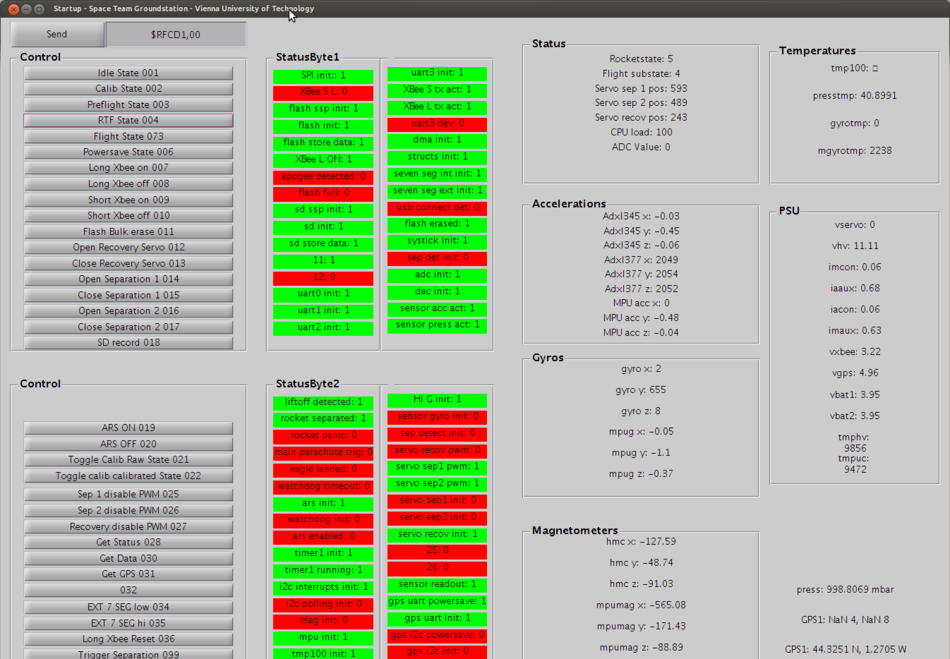 Startup - Space Team Groundstation - Vienna University of Technology
Send
$RFCD1,00
Control
Idle State 001
Calib State 002
Preflight State 003
RTF State 004
Flight State 073
Powersave State 006
Long Xbee on 007
Long Xbee off 008
Short Xbee on 009
Short Xbee off 010
Flash Bulk erase 011
Open Recovery Servo 012
Close Recovery Servo 013
Open Separation 1 014
Close Separation 1 015
Open Separation 2 016
Close Separation 2 017
SD record 018
StatusByte1
SPI init:: 1
XBee S L: 0
flash ssp init: 1
flash init: 1
flash store data: 1
XBee L ON: 1
apogee detected: 0
flash full: 0
sd ssp init: 1
sd init: 1
sd store data: 1
11: 1
12: 0
uart0 init: 1
uart1 init: 1
uart2 init: 1
uart3 init: 1
XBee S tx act: 1
XBee L tx act: 1
uart3 dev: 0
dma init: 1
structs init: 1
seven seg int init: 1
seven seg ext init: 1
usb connect det: 0
flash erased: 1
systick init: 1
sep det init: 0
adc init: 1
dac init: 1
sensor acc act: 1
sensor press act: 1
Status
Rocketstate: 5
Flight substate: 4
Servo sep 1 pos: 593
Servo sep 2 pos: 489
Servo recov pos: 243
CPU load: 100
ADC Value: 0
Temperatures
tmp100: 
presstmp: 40.8991
gyrotmp: 0
mgyrotmp: 2238
Accelerations
Adxl345 x: −0.03
Adxl345 y: −0.45
Adxl345 z: −0.06
Adxl377 x: 2049
Adxl377 y: 2054
Adxl377 z: 2052
MPU acc x: 0
MPU acc y: −0.48
MPU acc z: −0.04
PSU
vservo: 0
vhv: 11.11
imcon: 0.06
iaaux: 0.68
iacon: 0.06
imaux: 0.63
vxbee: 3.22
vgps: 4.96
vbat1: 3.95
vbat2: 3.95
tmphv:
9856
tmpuc:
9472
Gyros
gyro x: 2
gyro y: 655
gyro z: 8
mpug x: −0.05
mpug y: −1.1
mpug z: −0.37
Control
ARS ON 019
ARS OFF 020
Toggle Calib Raw State 021
Toggle calib calibrated State 022
Sep 1 disable PWM 025
Sep 2 disable PWM 026
Recovery disable PWM 027
Get Status 028
Get Data 030
Get GPS 031
032
EXT 7 SEG low 034
EXT 7 SEG hi 035
Long Xbee Reset 036
Trigger Separation 099
StatusByte2
liftoff detected: 1
rocket separated: 1
rocket panic: 0
main parachute trig: 0
eagle landed: 0
watchdog timeout: 0
ars init: 1
watchdog init: 0
ars enabled: 0
timer1 init: 1
timer1 running: 1
i2c interrupts init: 1
i2c polling init: 0
mag init: 0
mpu init: 1
tmp100 init: 1
Hi G init: 1
sensor gyro init: 0
sep detect init: 0
servo recov pwm: 0
servo sep1 pwm: 1
servo sep2 pwm: 1
servo sep1 init: 0
servo sep2 init: 0
servo recov init: 1
25: 0
26: 0
sensor readout: 1
gps uart powersave: 1
gps uart init: 1
gps i2c powersave: 0
gps i2c init: 0
Magnetometers
hmc x: −127.59
hmc y: −48.74
hmc z: −91.03
mpumag x: −565.08
mpumag y: −171.43
mpumag z: −88.89
press: 998.8069 mbar
GPS1: NaN 4, NaN 8
GPS1: 44.3251 N, 1.2705 W